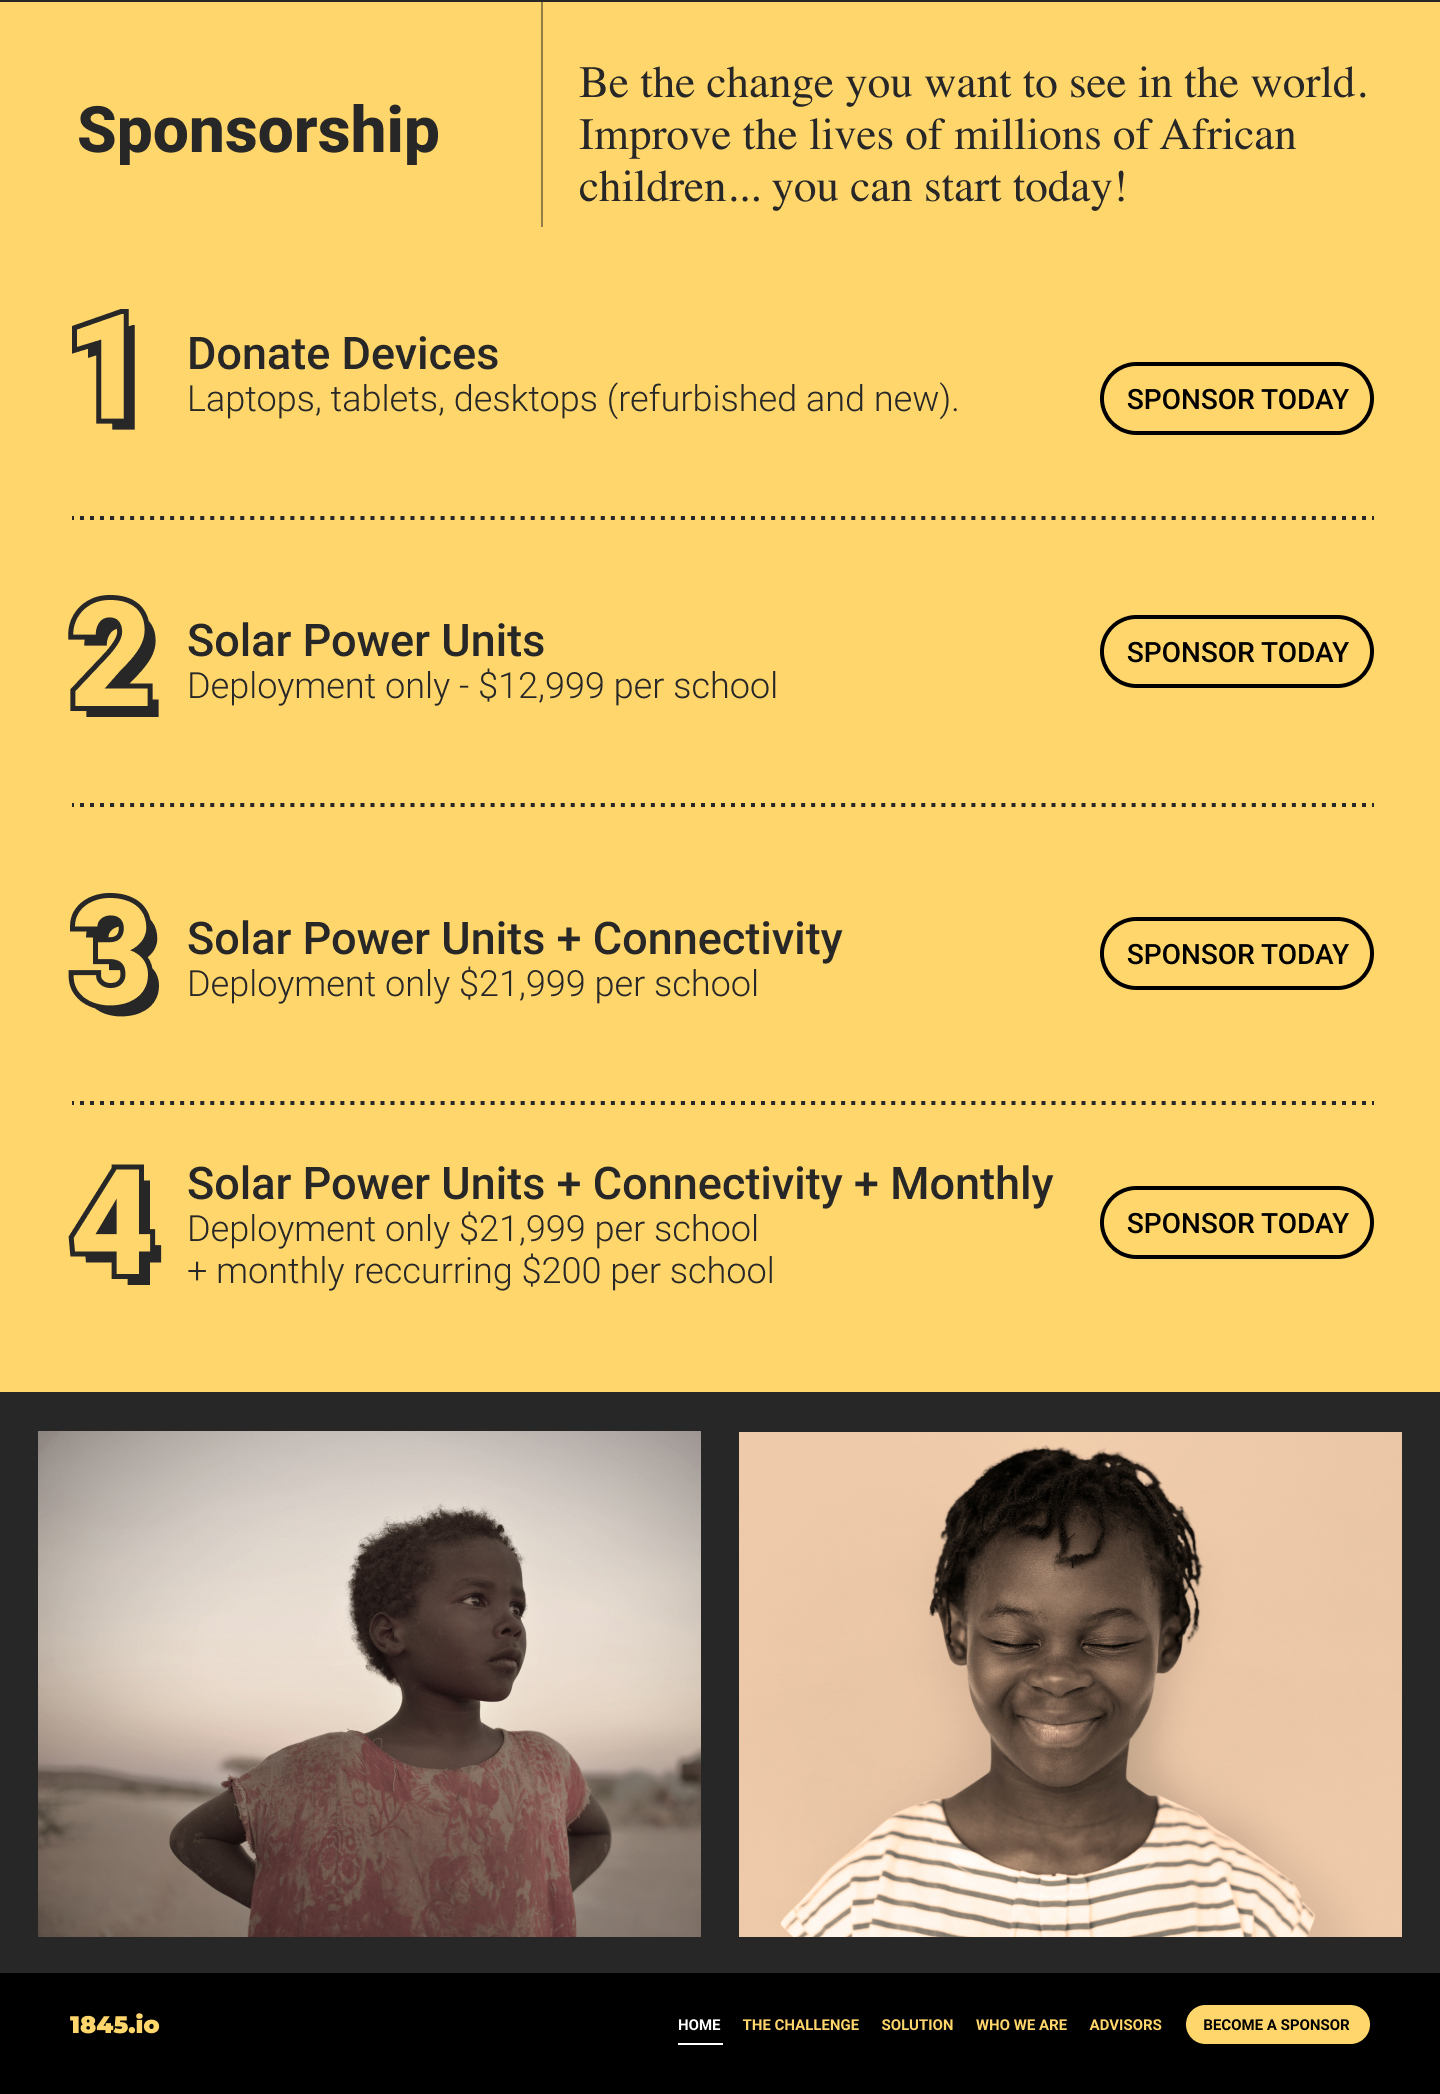 Sponsorship
Be the change you want to see in the world.
Improve the lives of millions of African
children... you can start today!
1
Donate Devices
Laptops, tablets, desktops (refurbished and new).
SPONSOR TODAY
2
Solar Power Units
Deployment only - $12,999 per school
SPONSOR TODAY
3
Solar Power Units + Connectivity
Deployment only $21,999 per school
SPONSOR TODAY
4
Solar Power Units + Connectivity + Monthly
Deployment only $21,999 per school
+ monthly reccurring $200 per school
SPONSOR TODAY
1845.io
HOME THE CHALLENGE SOLUTION WHO WE ARE ADVISORS BECOME A SPONSOR